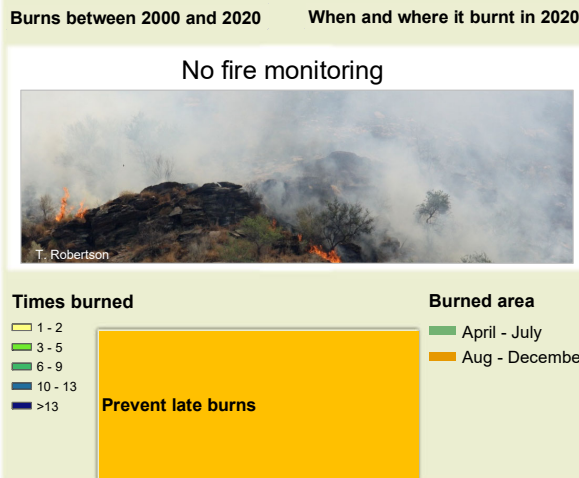 Burns between 2000 and 2020
When and where it burnt in 2020
No fire monitoring
T. Robertson
Times burned
1 - 2
3 - 5
6 - 9
10 - 13
>13
Prevent late burns
Burned area
April - July
Aug - Decembe